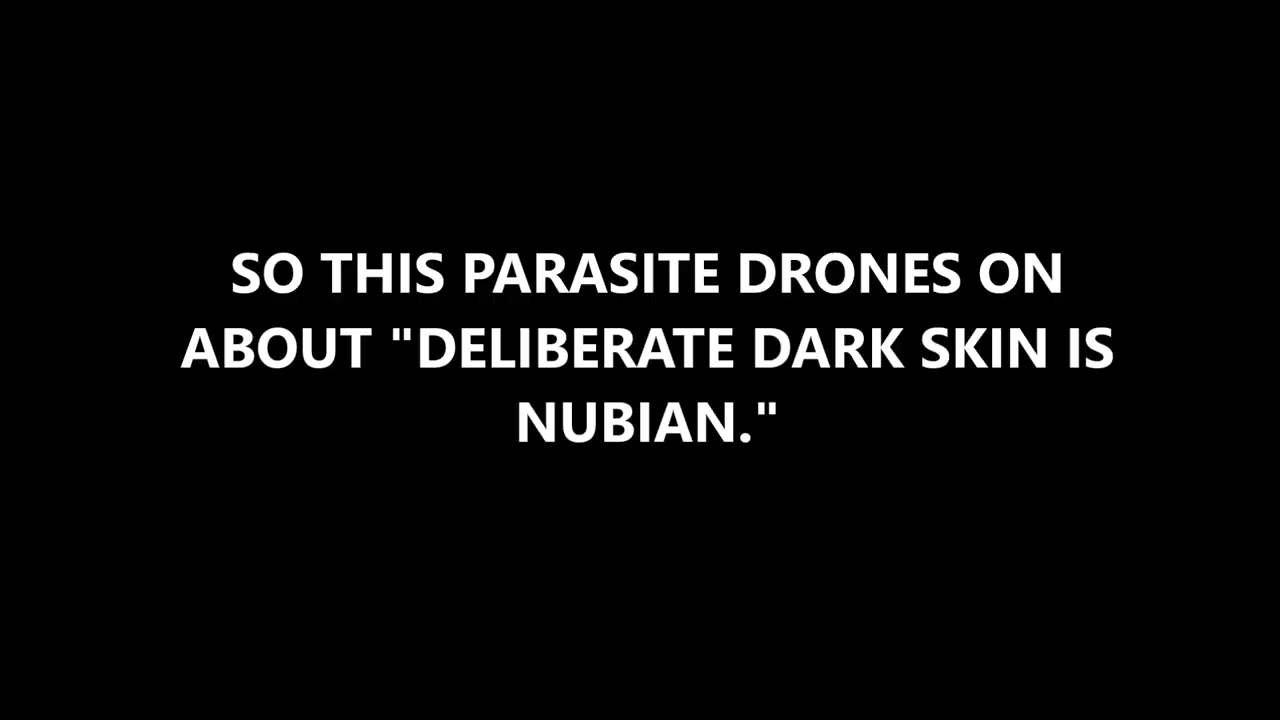 SO THIS PARASITE DRONES ON
ABOUT "DELIBERATE DARK SKIN IS
NUBIAN."